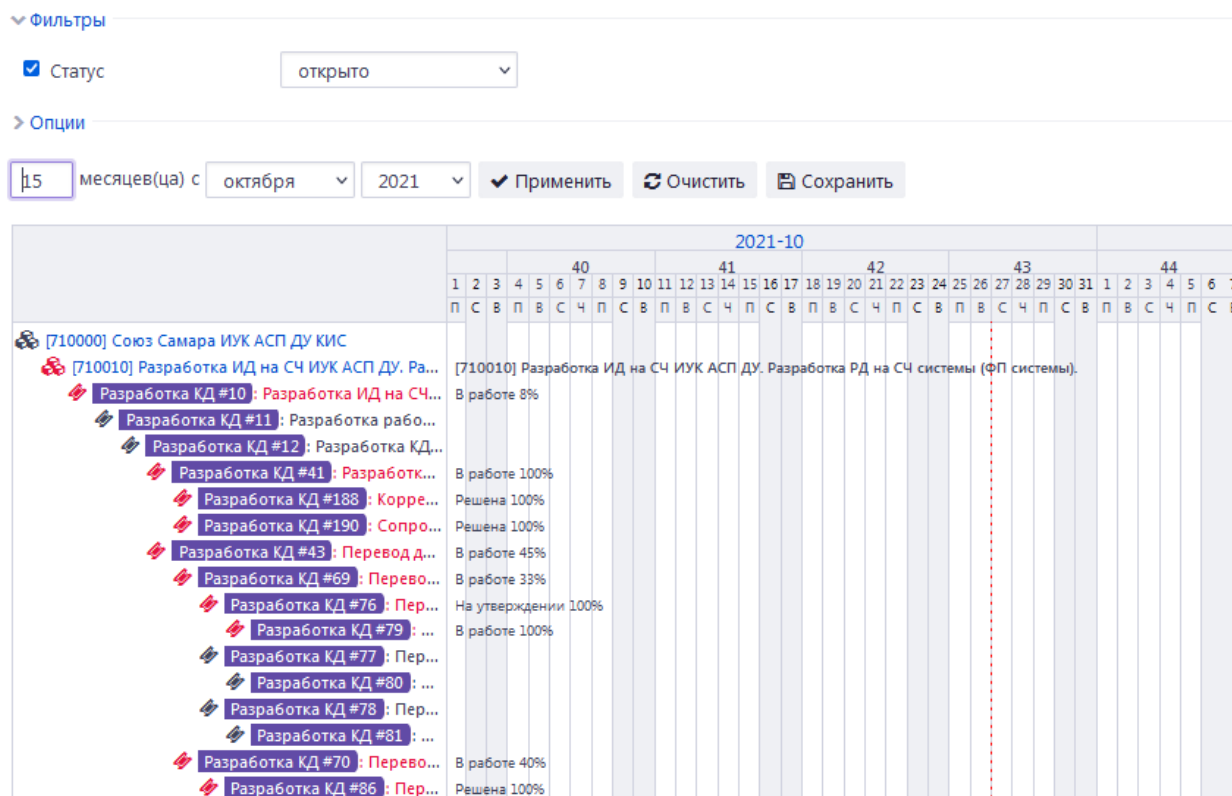 Фильтры
Статус открыто
Опции
15 месяцев(ца) с октября 2021 Применить Очистить Сохранить
2021-10
40 41 42 43 44
1 2 3 4 5 6 7 8 9 10 11 12 13 14 15 16 17 18 19 20 21 22 23 24 25 26 27 28 29 30 31 1 2 3 4 5 6
П С В П В С Ч П С В П В С Ч П С В П В С Ч П С В П В С Ч П С В П В С Ч П С
[710000] Союз Самара ИУК АСП ДУ КИС
[710010] Разработка ИД на СЧ ИУК АСП ДУ. Ра... [710010] Разработка ИД на СЧ ИУК АСП ДУ. Разработка РД на СЧ системы (ФП системы).
Разработка КД #10: Разработка ИД на СЧ... В работе 8%
Разработка КД #11: Разработка рабо...
Разработка КД #12: Разработка КД...
Разработка КД #41: Разработк... В работе 100%
Разработка КД #188: Корре... Решена 100%
Разработка КД #190: Сопро... Решена 100%
Разработка КД #43: Перевод д... В работе 45%
Разработка КД #69: Перево... В работе 33%
Разработка КД #76: Пер... На утверждении 100%
Разработка КД #79: ... В работе 100%
Разработка КД #77: Пер...
Разработка КД #80: ...
Разработка КД #78: Пер...
Разработка КД #81: ...
Разработка КД #70: Перево... В работе 40%
Разработка КД #86: Пер... Решена 100%